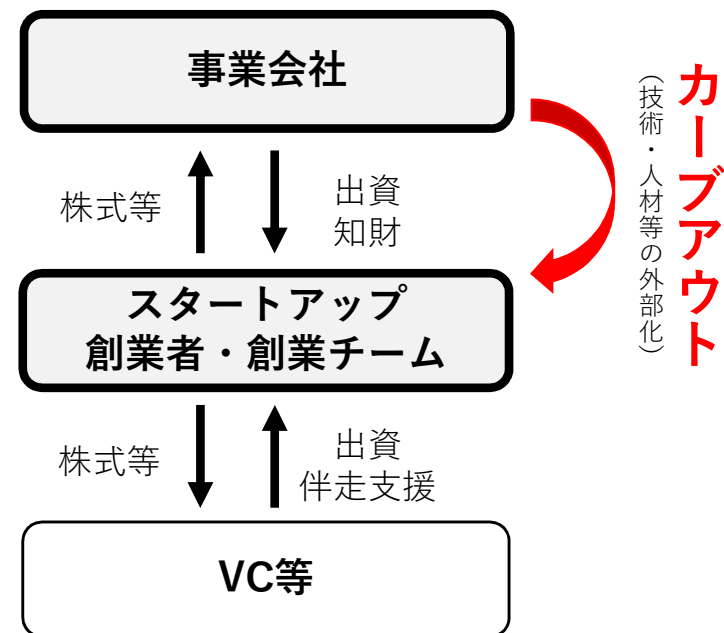 事業会社
カーブアウト
（技術・人材等の外部化）
株式等
出資
知財
スタートアップ
創業者・創業チーム
株式等
出資
伴走支援
VC等